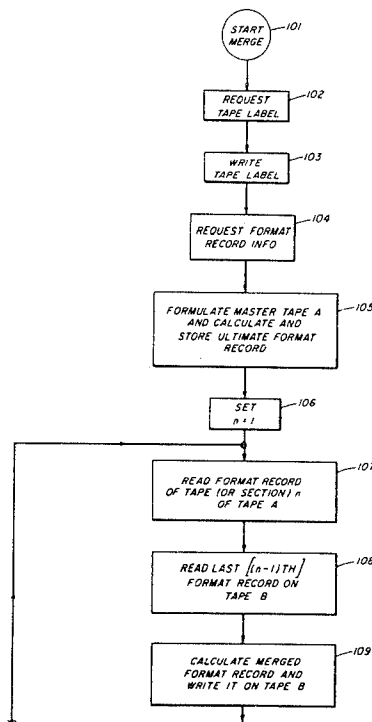 START
MERGE
101
REQUEST
TAPE LABEL
102
WRITE
TAPE LABEL
103
REQUEST FORMAT
RECORD INFO
104
FORMULATE MASTER TAPE A
AND CALCULATE AND
STORE ULTIMATE FORMAT
RECORD
105
SET
n = 1
106
READ FORMAT RECORD
OF TAPE (OR SECTION) n
OF TAPE A
107
READ LAST [(n-1)TH]
FORMAT RECORD ON
TAPE B
108
CALCULATE MERGED
FORMAT RECORD AND
WRITE IT ON TAPE B
109